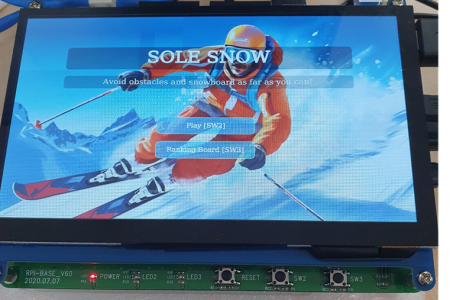 SOLE SNOW
Avoid obstacles and snowboard as far as you can!
Play [SW2]
Ranking Board [SW3]
RPI-BASE_V60
2020.07.07
POWER
LED2
LED3
RESET
SW2
SW3